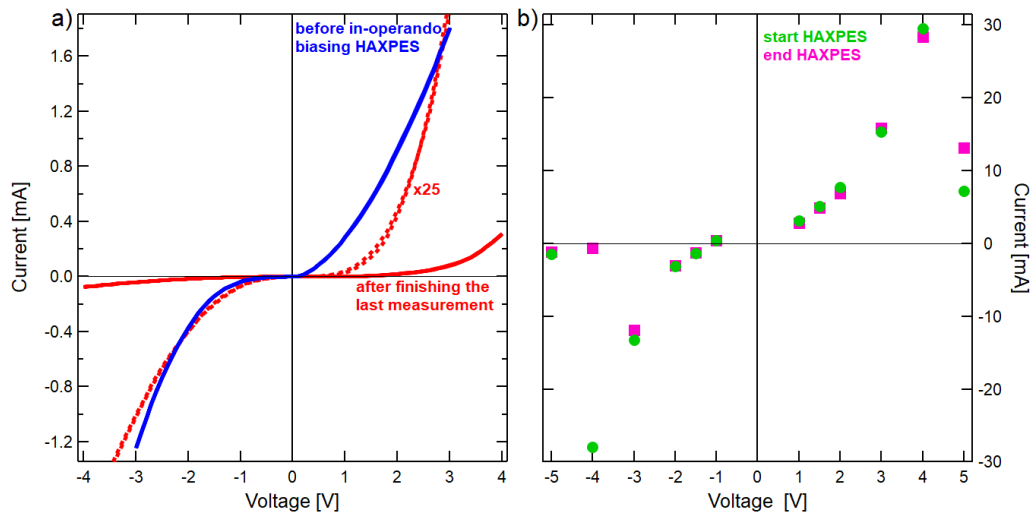 a)
before in-operando
biasing HAXPES
x25
after finishing the
last measurement
1.6
1.2
0.8
0.4
0.0
-0.4
-0.8
-1.2
Current [mA]
-4 -3 -2 -1 0 1 2 3 4
Voltage [V]
b)
start HAXPES
end HAXPES
30
20
10
0
-10
-20
-30
Current [mA]
-5 -4 -3 -2 -1 0 1 2 3 4 5
Voltage [V]